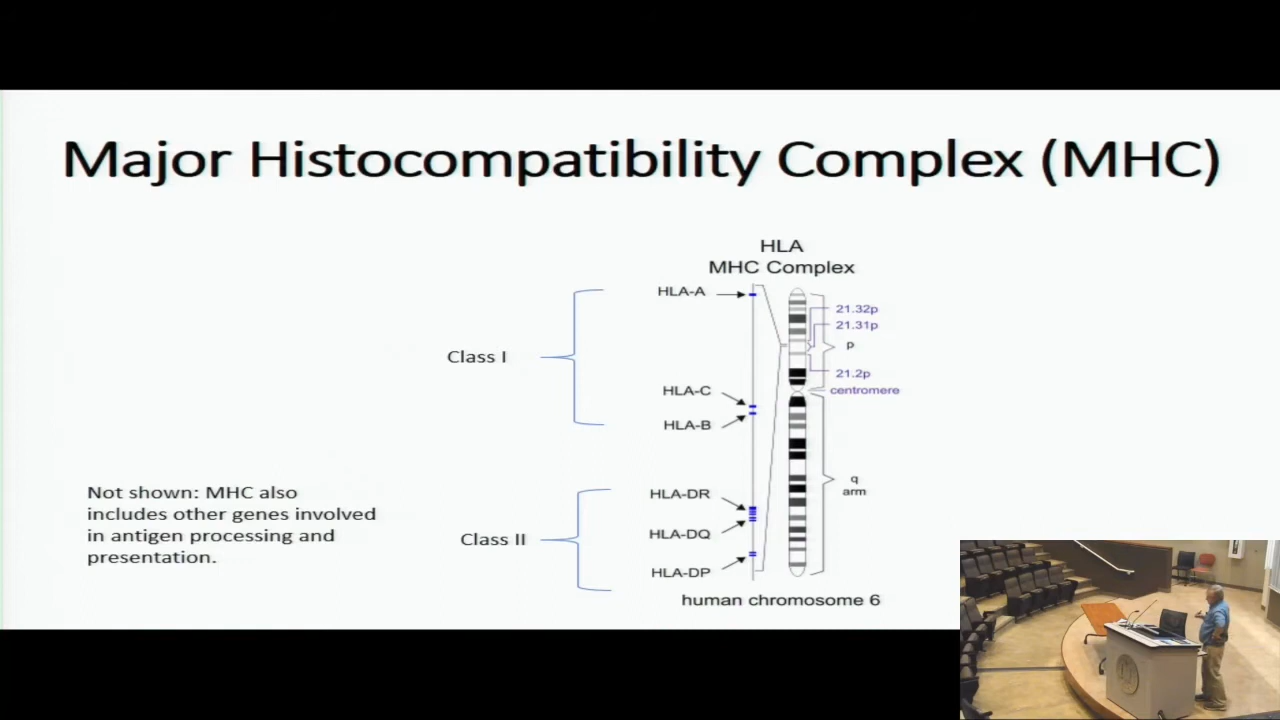 Major Histocompatibility Complex (MHC)
HLA
MHC Complex
HLA-A
21.32p
21.31p
p
Class I
21.2p
HLA-C
centromere
HLA-B
q
arm
HLA-DR
HLA-DQ
Class II
HLA-DP
Not shown: MHC also
includes other genes involved
in antigen processing and
presentation.
human chromosome 6